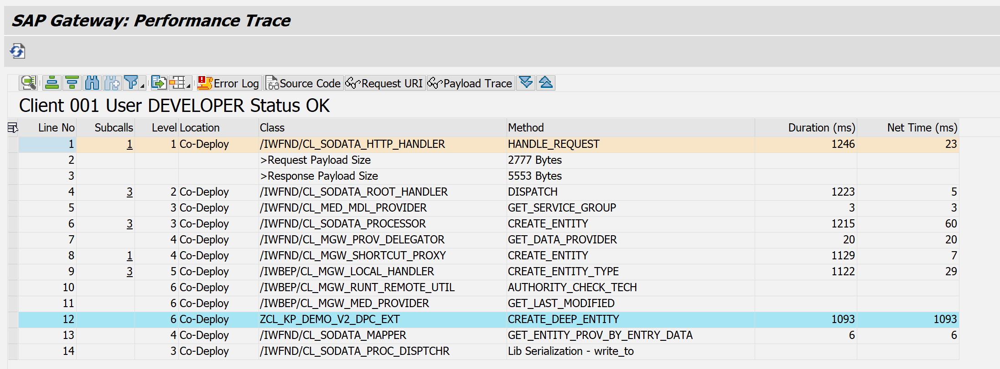 SAP Gateway: Performance Trace
Error Log Source Code Request URI Payload Trace
Client 001 User DEVELOPER Status OK
Line No Subcalls Level Location Class Method Duration (ms) Net Time (ms)
1 1 1 Co-Deploy /IWFND/CL_SODATA_HTTP_HANDLER HANDLE_REQUEST 1246 23
2 >Request Payload Size 2777 Bytes
3 >Response Payload Size 5553 Bytes
4 3 2 Co-Deploy /IWFND/CL_SODATA_ROOT_HANDLER DISPATCH 1223 5
5 3 Co-Deploy /IWFND/CL_MED_MDL_PROVIDER GET_SERVICE_GROUP 3 3
6 3 3 Co-Deploy /IWFND/CL_SODATA_PROCESSOR CREATE_ENTITY 1215 60
7 4 Co-Deploy /IWFND/CL_MGW_PROV_DELEGATOR GET_DATA_PROVIDER 20 20
8 1 4 Co-Deploy /IWFND/CL_MGW_SHORTCUT_PROXY CREATE_ENTITY 1129 7
9 3 5 Co-Deploy /IWBEP/CL_MGW_LOCAL_HANDLER CREATE_ENTITY_TYPE 1122 29
10 6 Co-Deploy /IWBEP/CL_MGW_RUNT_REMOTE_UTIL AUTHORITY_CHECK_TECH
11 6 Co-Deploy /IWBEP/CL_MGW_MED_PROVIDER GET_LAST_MODIFIED
12 6 Co-Deploy ZCL_KP_DEMO_V2_DPC_EXT CREATE_DEEP_ENTITY 1093 1093
13 4 Co-Deploy /IWFND/CL_SODATA_MAPPER GET_ENTITY_PROV_BY_ENTRY_DATA 6 6
14 3 Co-Deploy /IWFND/CL_SODATA_PROC_DISPTCHR Lib Serialization - write_to